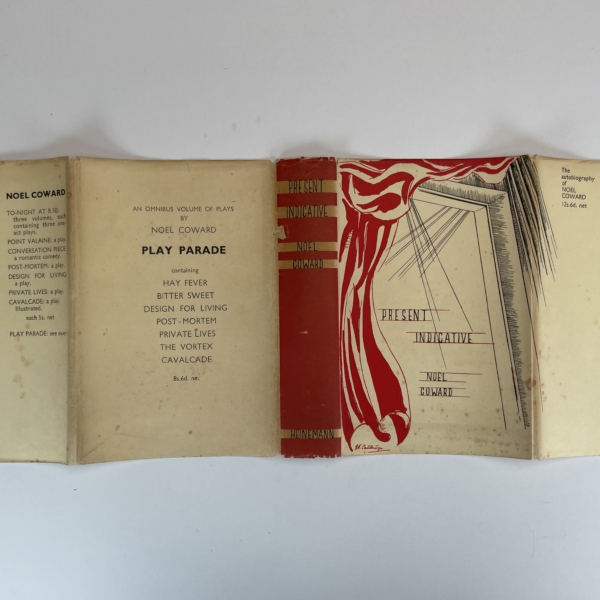 NOEL COWARD
TO-NIGHT AT 8.30:
three volumes, each
containing three one-
act plays.
POINT VALAINE: a play.
CONVERSATION PIECE:
a romantic comedy.
POST-MORTEM: a play.
DESIGN FOR LIVING:
a play.
PRIVATE LIVES: a play.
CAVALCADE: a play.
Illustrated.
each 5s. net
PLAY PARADE: see over
AN OMNIBUS VOLUME OF PLAYS
BY
NOEL COWARD
PLAY PARADE
containing
HAY FEVER
BITTER SWEET
DESIGN FOR LIVING
POST-MORTEM
PRIVATE LIVES
THE VORTEX
CAVALCADE
8s.6d. net.
PRESENT
INDICATIVE
NOEL
COWARD
HEINEMANN
PRESENT
INDICATIVE
NOEL
COWARD
The
autobiography
of
NOEL
COWARD
12s.6d. net